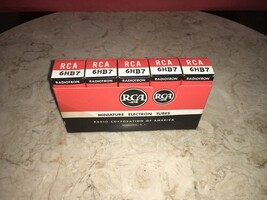 RCA RCA RCA RCA RCA
6HB7 6HB7 6HB7 6HB7 6HB7
RADIOTRON RADIOTRON RADIOTRON RADIOTRON RADIOTRON
RCA RCA
MINIATURE ELECTRON TUBES
RADIO CORPORATION OF AMERICA